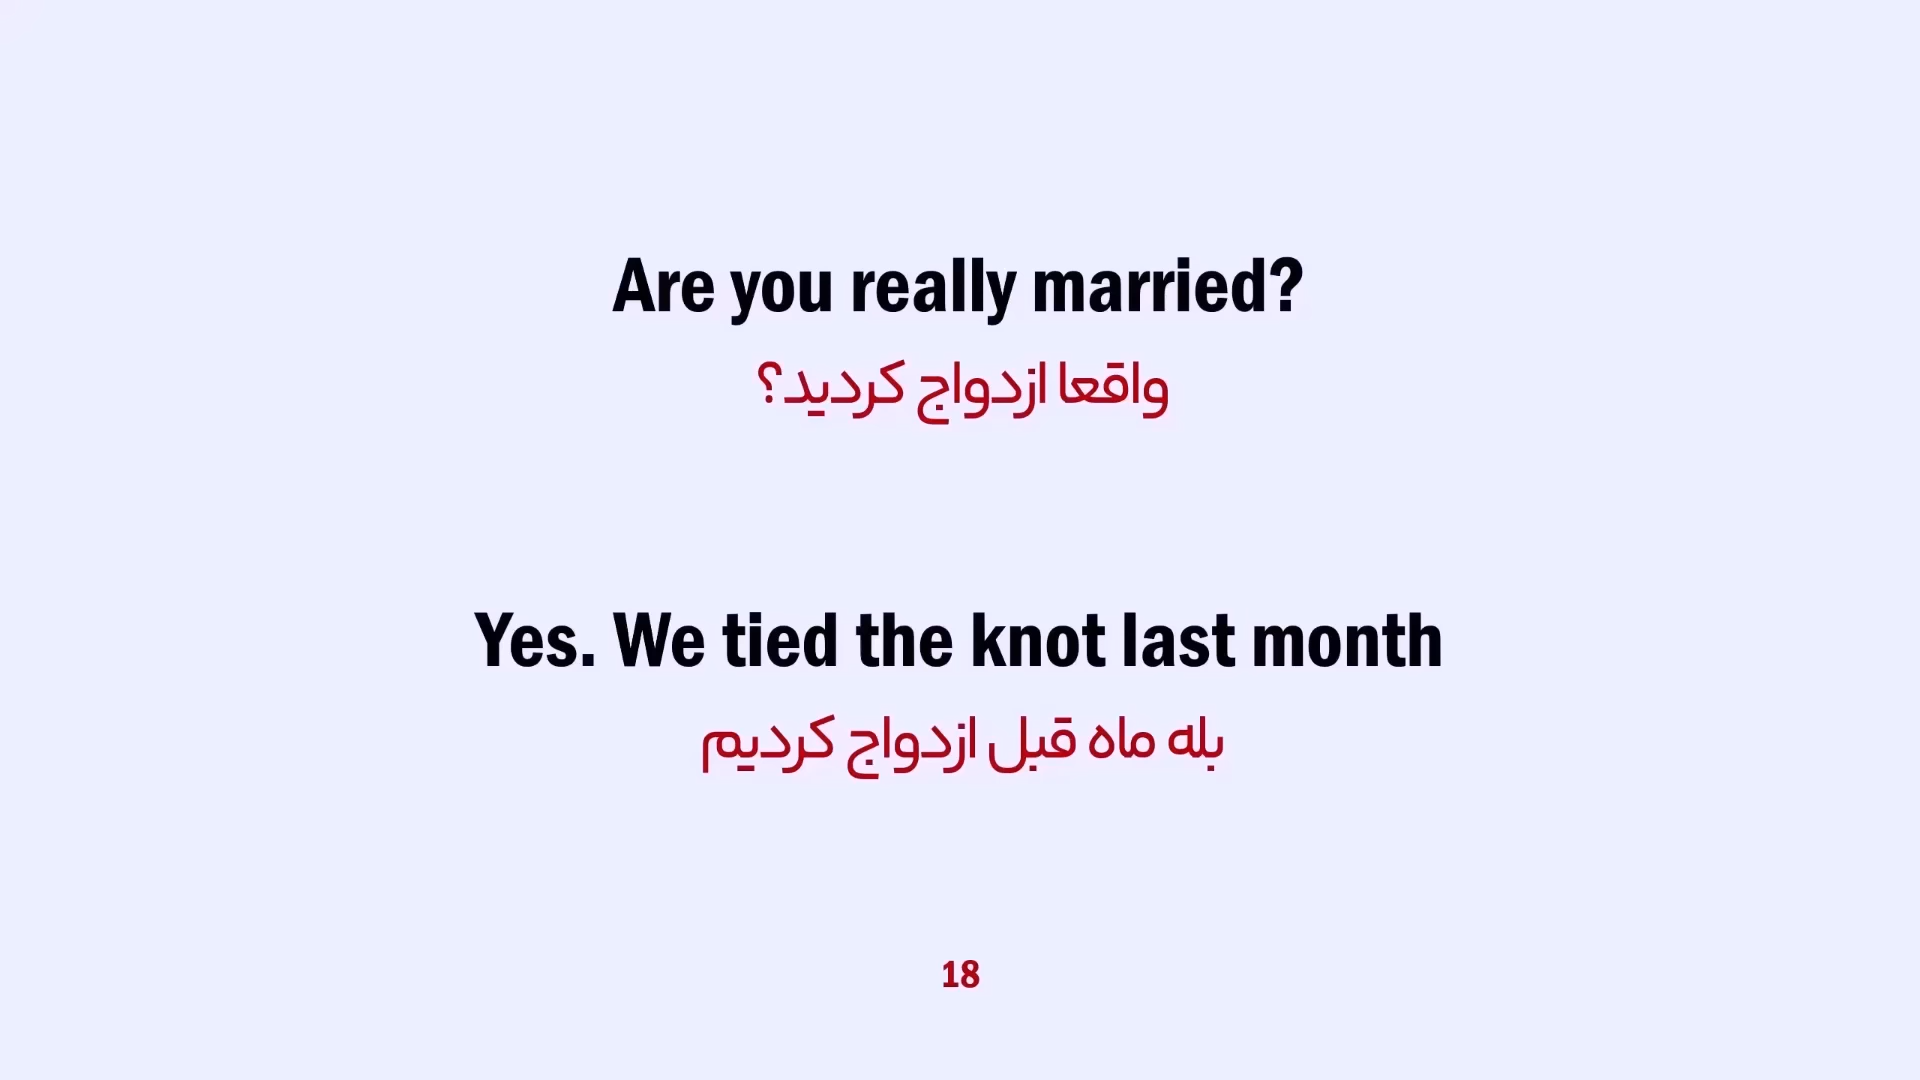 Are you really married?
واقعا ازدواج کردید؟
Yes. We tied the knot last month
بله ماه قبل ازدواج کردیم
18